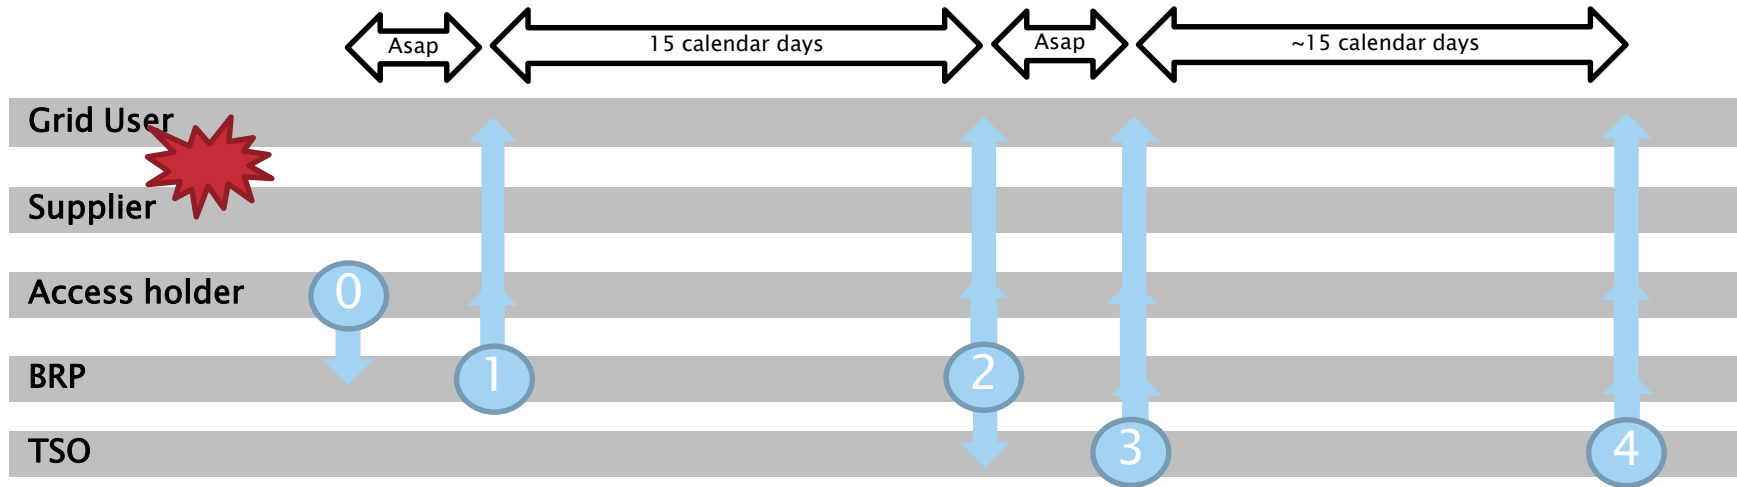 Asap
15 calendar days
Asap
~15 calendar days
Grid User
Supplier
Access holder
0
BRP
1
2
TSO
3
4